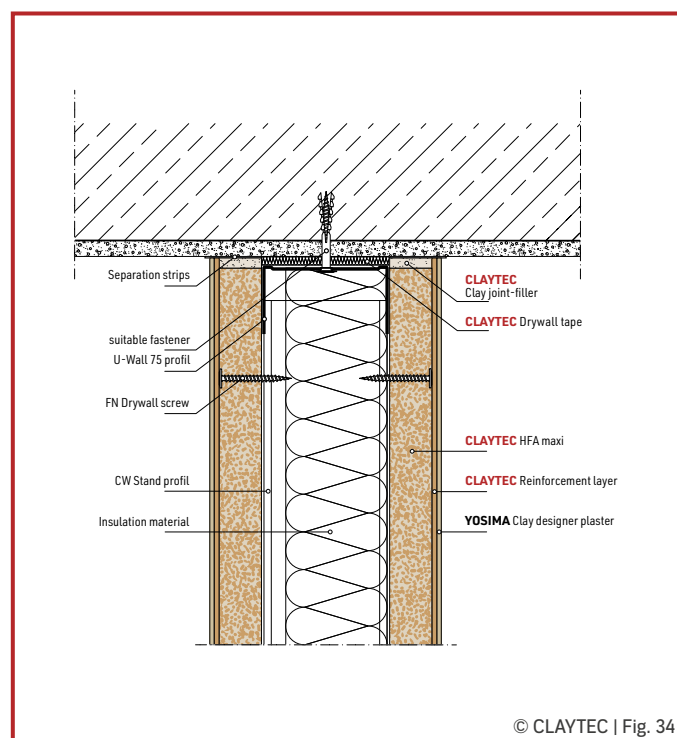 Separation strips
suitable fastener
U-Wall 75 profil
FN Drywall screw
CW Stand profil
Insulation material
CLAYTEC
Clay joint-filler
CLAYTEC Drywall tape
CLAYTEC HFA maxi
CLAYTEC Reinforcement layer
YOSIMA Clay designer plaster
© CLAYTEC | Fig. 34